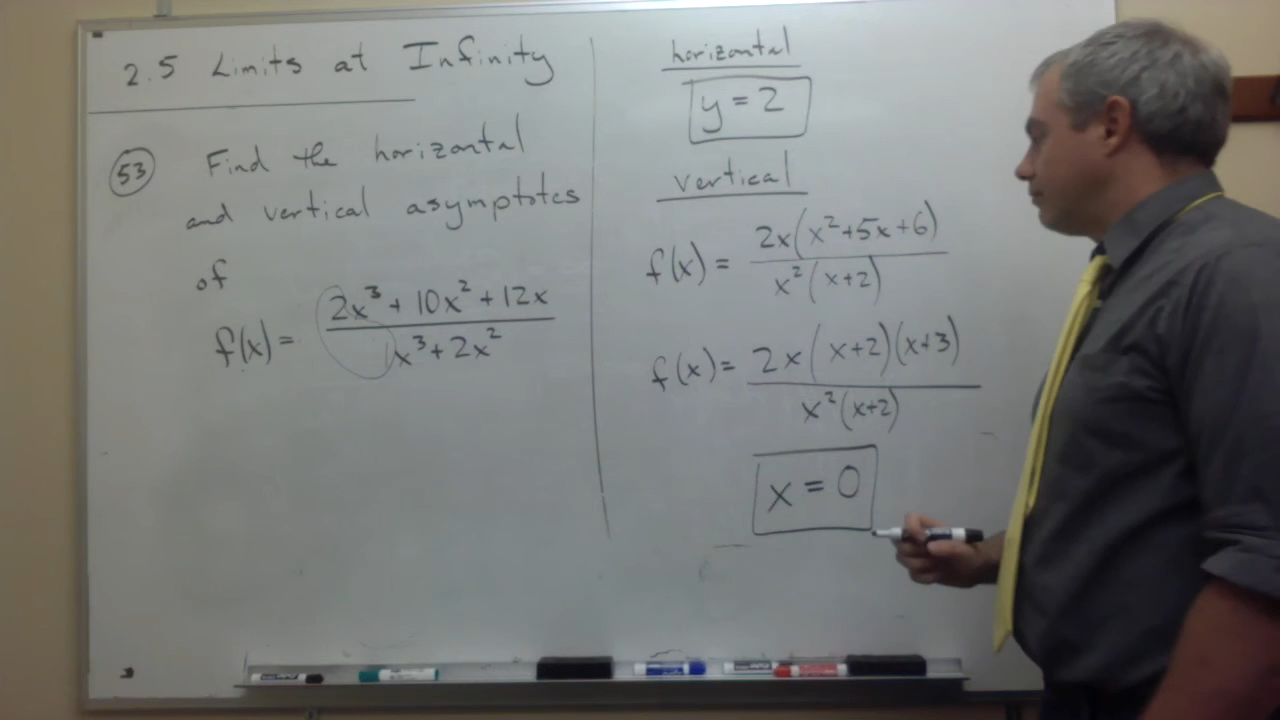 2.5 Limits at Infinity
53 Find the horizontal
and vertical asymptotes
of
f(x) = (2x³ + 10x² + 12x)/(x³ + 2x²)
horizontal
y = 2
vertical
f(x) = 2x(x²+5x+6)/x²(x+2)
f(x) = 2x(x+2)(x+3)/x²(x+2)
x = 0